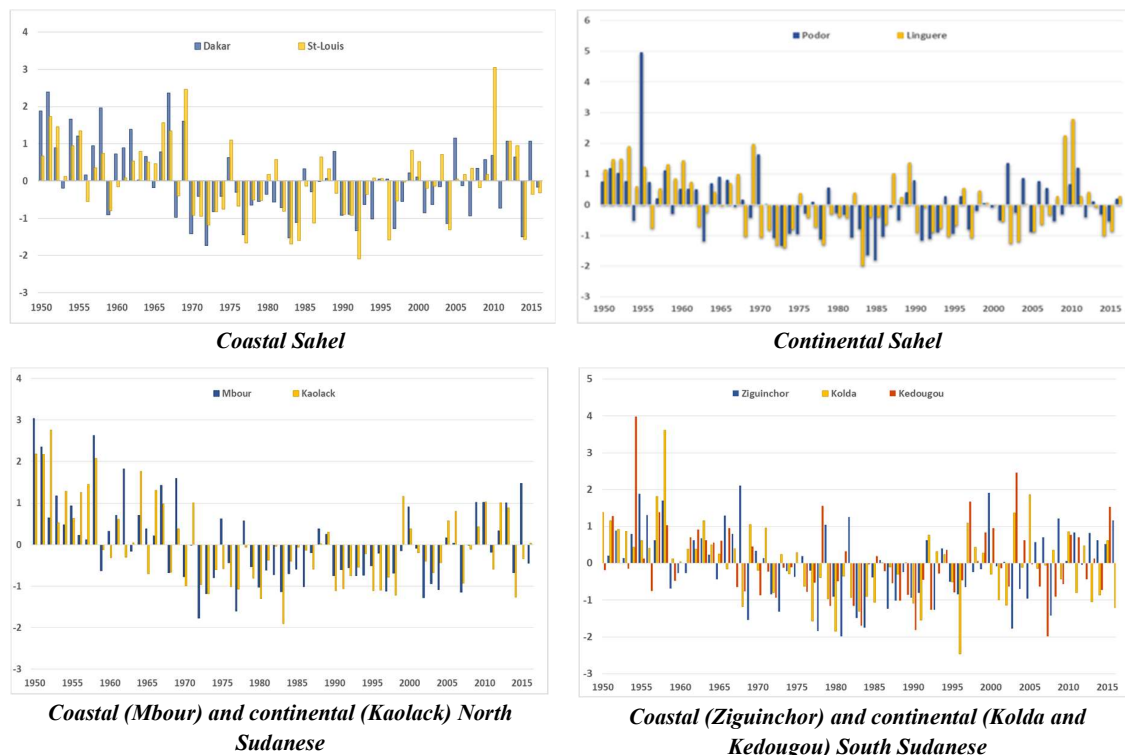 Dakar St-Louis
4
3
2
1
0
-1
-2
-3
1950 1955 1960 1965 1970 1975 1980 1985 1990 1995 2000 2005 2010 2015
Coastal Sahel
Podor Linguere
6
5
4
3
2
1
0
-1
-2
-3
1950 1955 1960 1965 1970 1975 1980 1985 1990 1995 2000 2005 2010 2015
Continental Sahel
Mbour Kaolack
4
3
2
1
0
-1
-2
-3
1950 1955 1960 1965 1970 1975 1980 1985 1990 1995 2000 2005 2010 2015
Coastal (Mbour) and continental (Kaolack) North
Sudanese
Ziguinchor Kolda Kedougou
5
4
3
2
1
0
-1
-2
-3
1950 1955 1960 1965 1970 1975 1980 1985 1990 1995 2000 2005 2010 2015
Coastal (Ziguinchor) and continental (Kolda and
Kedougou) South Sudanese